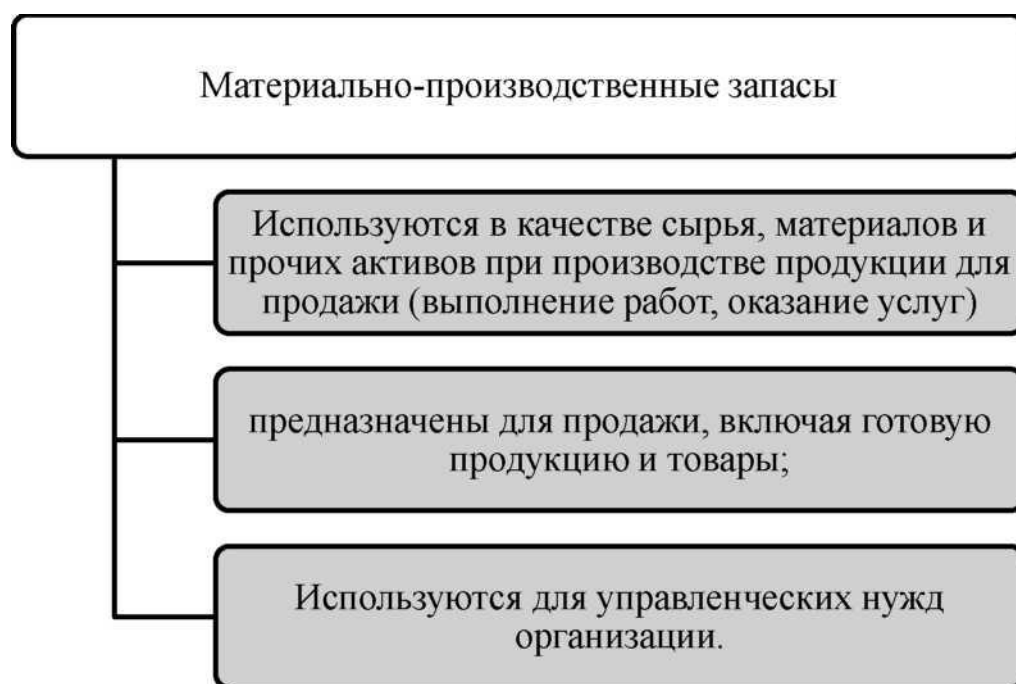 Материально-производственные запасы
Используются в качестве сырья, материалов и
прочих активов при производстве продукции для
продажи (выполнение работ, оказание услуг)
предназначены для продажи, включая готовую
продукцию и товары;
Используются для управленческих нужд
организации.